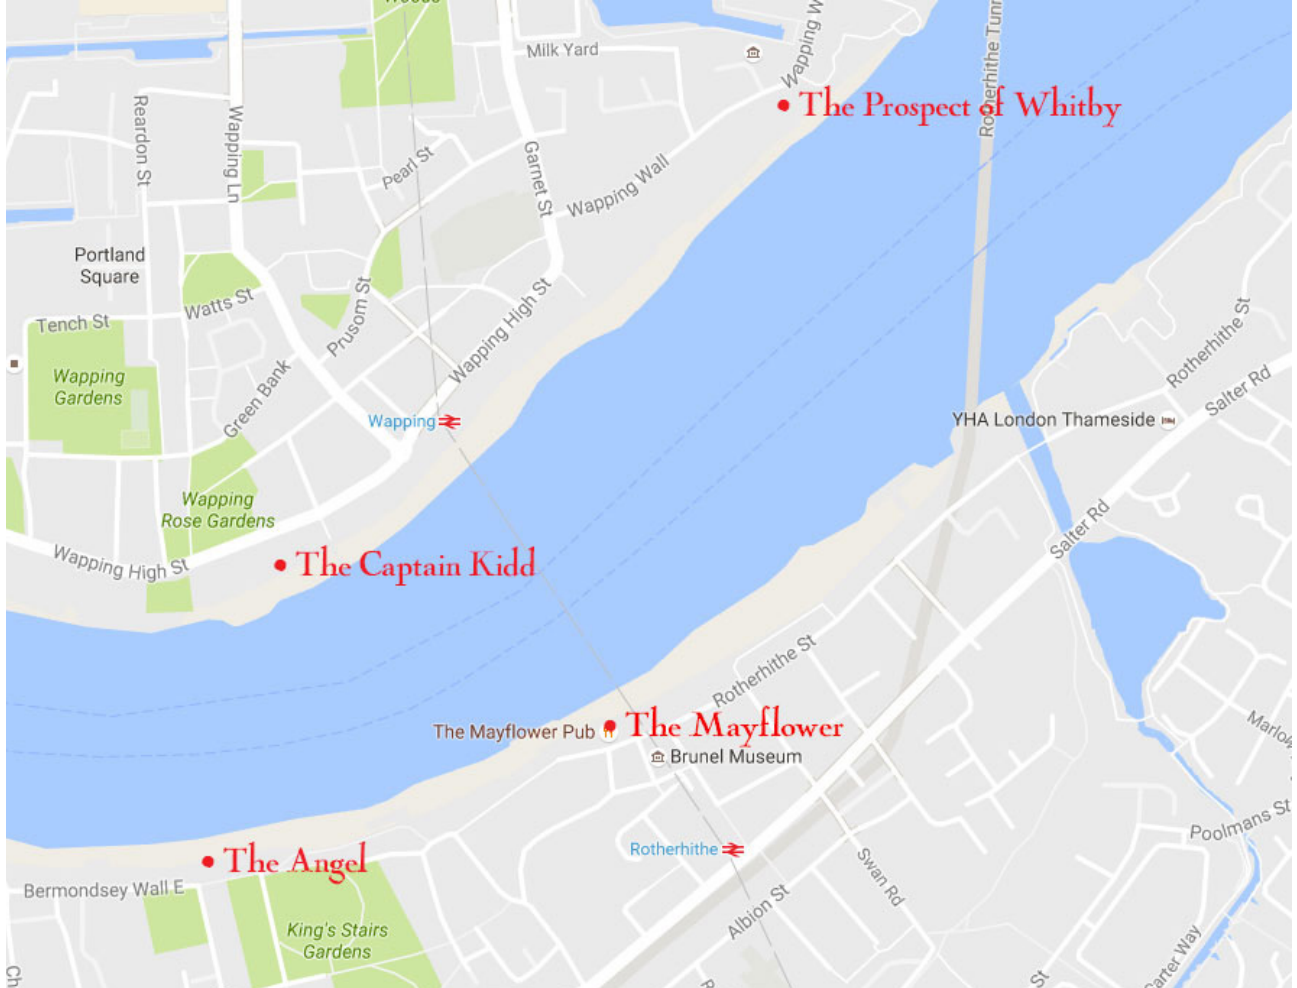 Woods
Milk Yard
Wapping W
Rotherhithe Tunn
The Prospect of Whitby
Reardon St
Wapping Ln
Pearl St
Garnet St
Wapping Wall
Portland
Square
Watts St
Tench St
Prusom St
Wapping High St
Rotherhithe St
Wapping
Gardens
Green Bank
Salter Rd
Wapping
YHA London Thameside
Wapping
Rose Gardens
Salter Rd
Wapping High St
The Captain Kidd
Rotherhithe St
The Mayflower Pub
The Mayflower
Brunel Museum
Marlow
Poolmans St
Rotherhithe
The Angel
Swan Rd
Bermondsey Wall E
Albion St
King's Stairs
Gardens
Carter Way
St
Ch
R